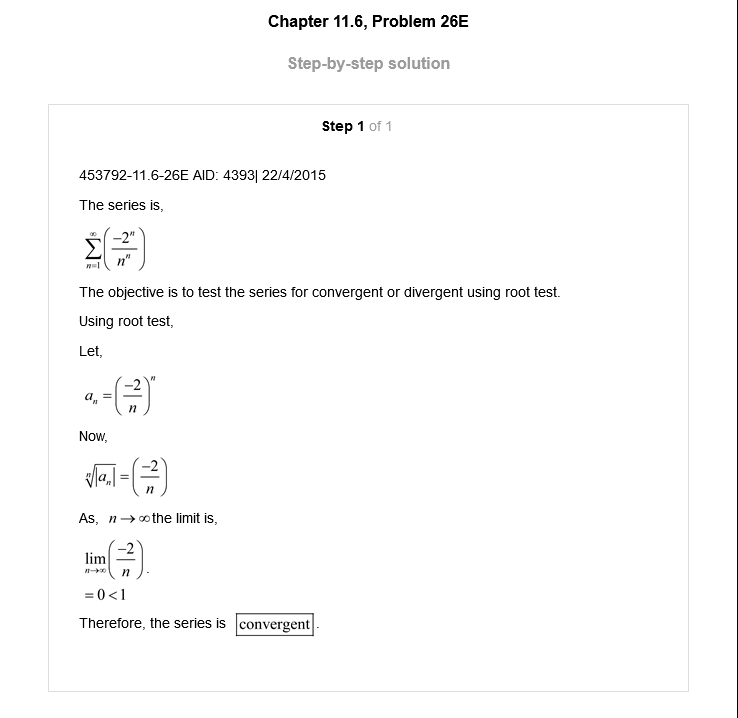 Chapter 11.6, Problem 26E
Step-by-step solution
Step 1 of 1
453792-11.6-26E AID: 4393| 22/4/2015
The series is,
$\sum_{n=1}^{\infty}\left(\frac{-2^n}{n^n}\right)$
The objective is to test the series for convergent or divergent using root test.
Using root test,
Let,
$a_n = \left(\frac{-2}{n}\right)^n$
Now,
$\sqrt[n]{|a_n|} = \left(\frac{-2}{n}\right)$
As, $n \to \infty$ the limit is,
$\lim_{n \to \infty}\left(\frac{-2}{n}\right).$
$= 0 < 1$
Therefore, the series is convergent.